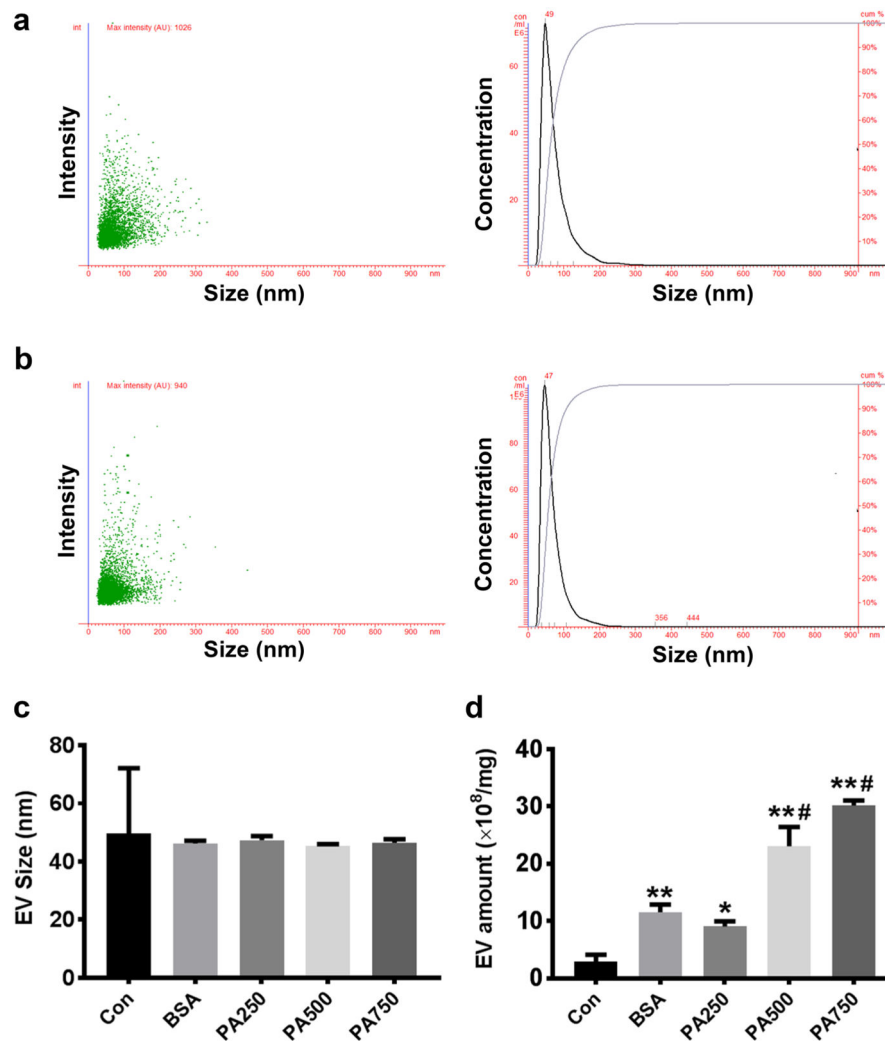 a
int Max intensity (AU): 1026
Intensity
0 100 200 300 400 500 600 700 800 900 nm
Size (nm)
con /ml E6
49
cum %
60
40
20
100%
90%
80%
70%
60%
50%
40%
30%
20%
10%
Concentration
0 100 200 300 400 500 600 700 800 900 nm
Size (nm)
b
int Max intensity (AU): 940
Intensity
0 100 200 300 400 500 600 700 800 900 nm
Size (nm)
con /ml E6
47
cum %
80
60
40
20
100%
90%
80%
70%
60%
50%
40%
30%
20%
10%
Concentration
366 444
0 100 200 300 400 500 600 700 800 900 nm
Size (nm)
c
80
60
40
20
0
EV Size (nm)
Con BSA PA250 PA500 PA750
d
40
30
20
10
0
EV amount (×10⁸/mg)
** * **# **#
Con BSA PA250 PA500 PA750